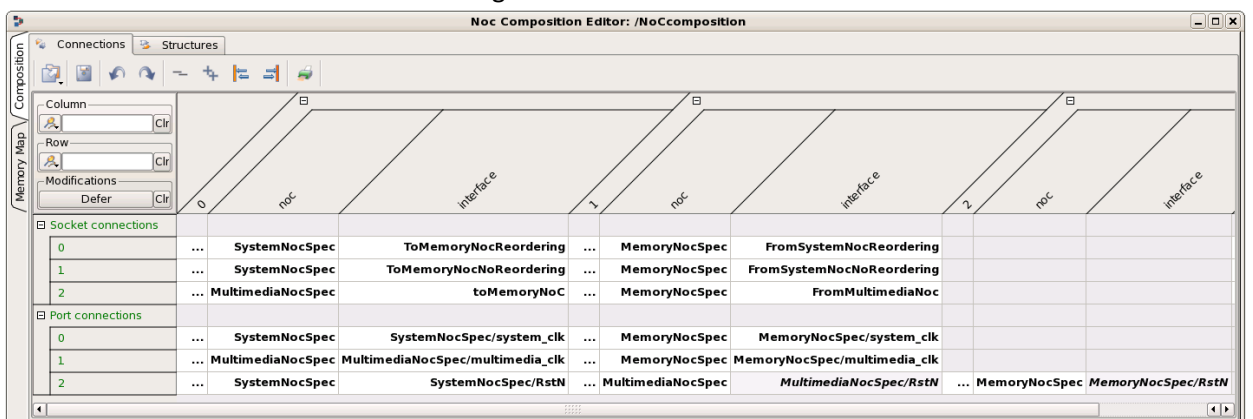 Noc Composition Editor: /NoCcomposition
Composition
Memory Map
Connections Structures
Column
Clr
Row
Clr
Modifications
Defer Clr
0 noc interface 1 noc interface 2 noc interface
Socket connections
0 ... SystemNocSpec ToMemoryNocReordering ... MemoryNocSpec FromSystemNocReordering
1 ... SystemNocSpec ToMemoryNocNoReordering ... MemoryNocSpec FromSystemNocNoReordering
2 ... MultimediaNocSpec toMemoryNoC ... MemoryNocSpec FromMultimediaNoc
Port connections
0 ... SystemNocSpec SystemNocSpec/system_clk ... MemoryNocSpec MemoryNocSpec/system_clk
1 ... MultimediaNocSpec MultimediaNocSpec/multimedia_clk ... MemoryNocSpec MemoryNocSpec/multimedia_clk
2 ... SystemNocSpec SystemNocSpec/RstN ... MultimediaNocSpec MultimediaNocSpec/RstN ... MemoryNocSpec MemoryNocSpec/RstN